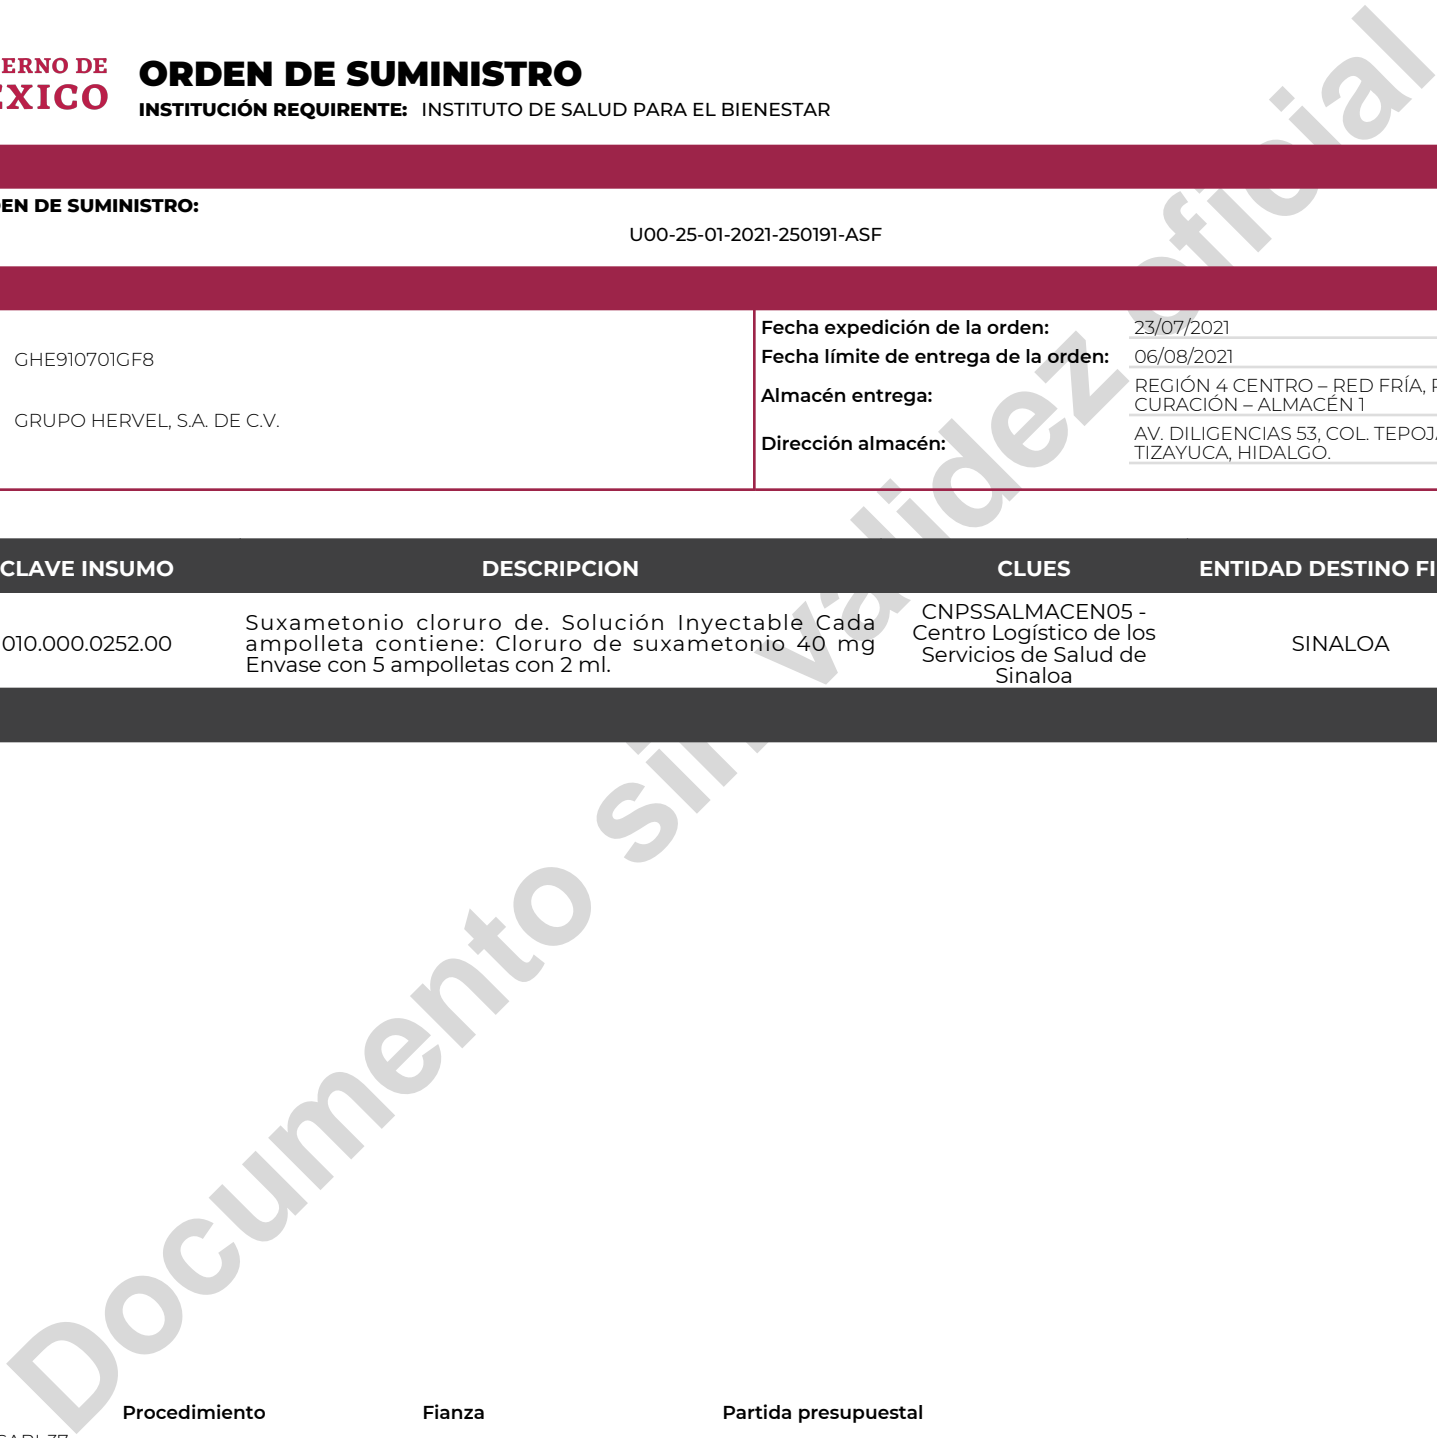 ERNO DE
EXICO
ORDEN DE SUMINISTRO
INSTITUCIÓN REQUIRENTE: INSTITUTO DE SALUD PARA EL BIENESTAR
EN DE SUMINISTRO:
U00-25-01-2021-250191-ASF
GHE910701GF8
GRUPO HERVEL, S.A. DE C.V.
Fecha expedición de la orden: 23/07/2021
Fecha límite de entrega de la orden: 06/08/2021
Almacén entrega: REGIÓN 4 CENTRO – RED FRÍA,
CURACIÓN – ALMACÉN 1
Dirección almacén: AV. DILIGENCIAS 53, COL. TEPOJA
TIZAYUCA, HIDALGO.
CLAVE INSUMO DESCRIPCION CLUES ENTIDAD DESTINO FI
010.000.0252.00
Suxametonio cloruro de. Solución Inyectable Cada
ampolleta contiene: Cloruro de suxametonio 40 mg
Envase con 5 ampolletas con 2 ml.
CNPSSALMACEN05 -
Centro Logístico de los
Servicios de Salud de
Sinaloa
SINALOA
Documento sin validez oficial
Procedimiento Fianza Partida presupuestal